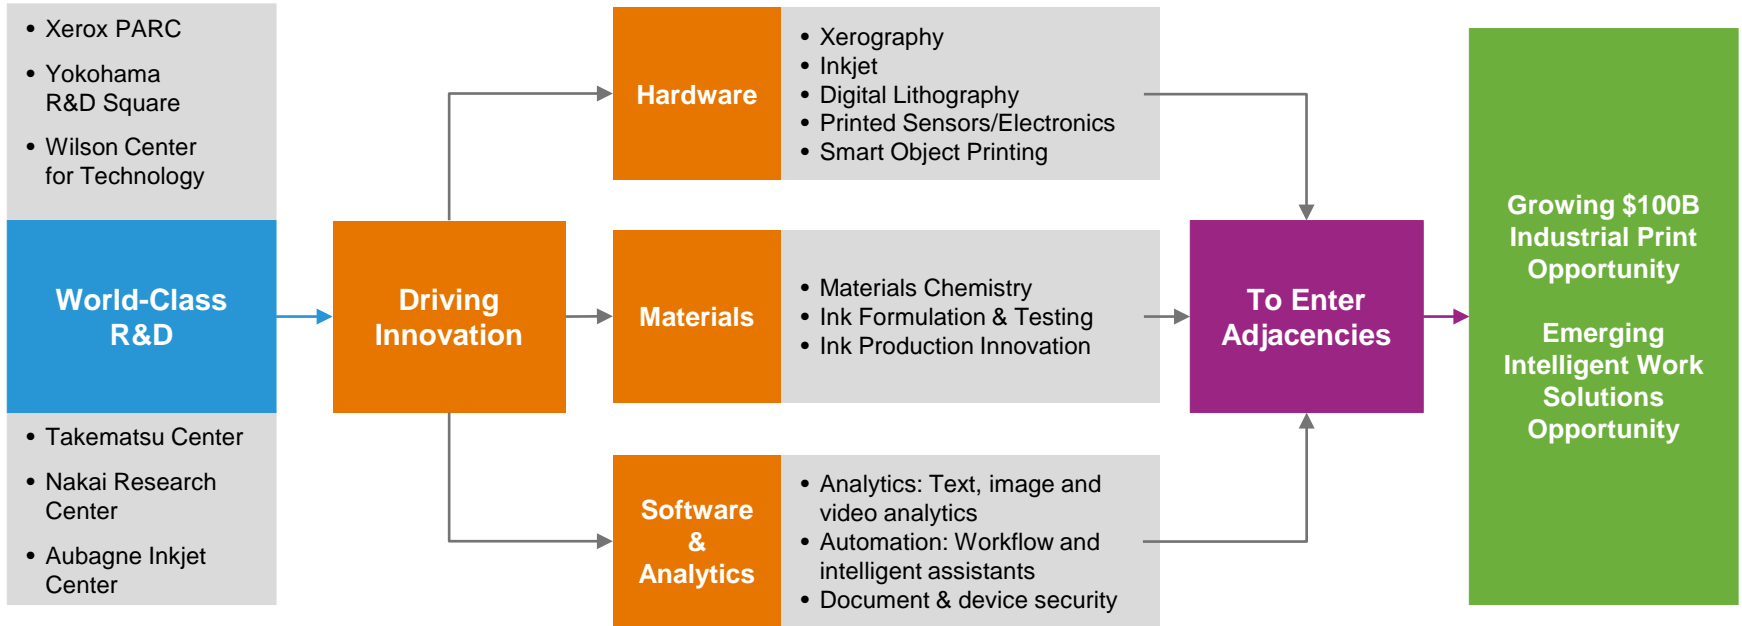 • Xerox PARC
• Yokohama
R&D Square
• Wilson Center
for Technology
World-Class
R&D
• Takematsu Center
• Nakai Research
Center
• Aubagne Inkjet
Center
Driving
Innovation
Hardware
• Xerography
• Inkjet
• Digital Lithography
• Printed Sensors/Electronics
• Smart Object Printing
Materials
• Materials Chemistry
• Ink Formulation & Testing
• Ink Production Innovation
Software
&
Analytics
• Analytics: Text, image and
video analytics
• Automation: Workflow and
intelligent assistants
• Document & device security
To Enter
Adjacencies
Growing $100B
Industrial Print
Opportunity
Emerging
Intelligent Work
Solutions
Opportunity